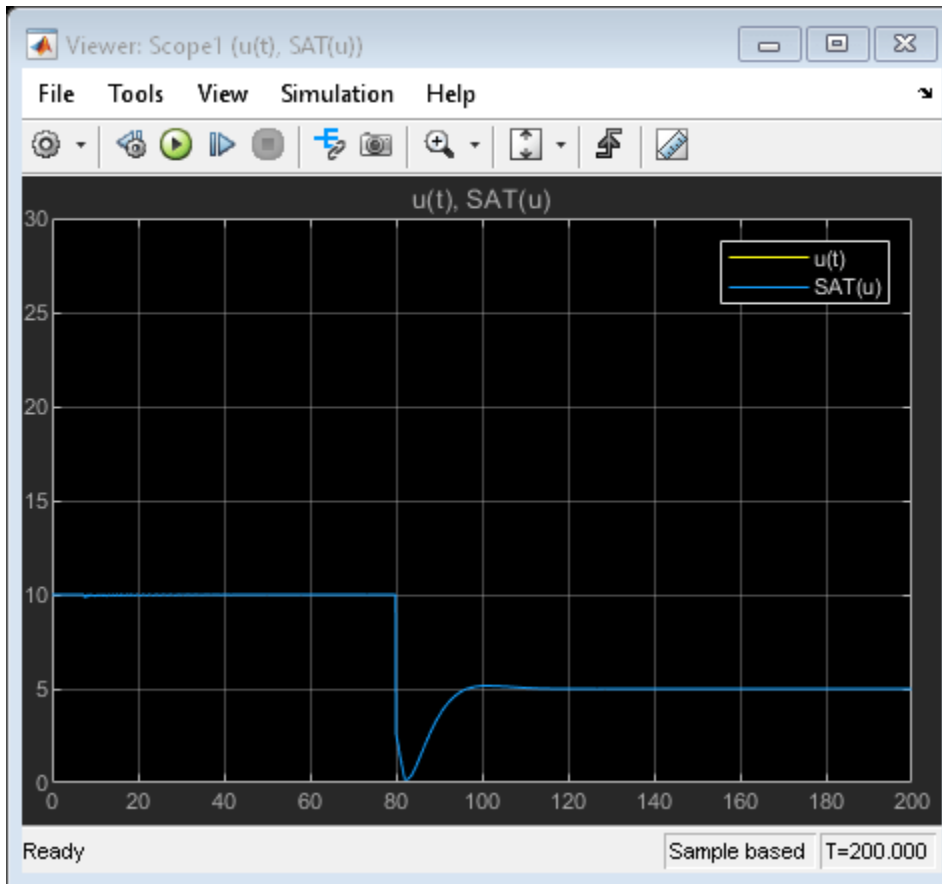 Viewer: Scope1 (u(t), SAT(u))
File Tools View Simulation Help
u(t), SAT(u)
30
25
20
15
10
5
0
u(t)
SAT(u)
0 20 40 60 80 100 120 140 160 180 200
Ready Sample based T=200.000